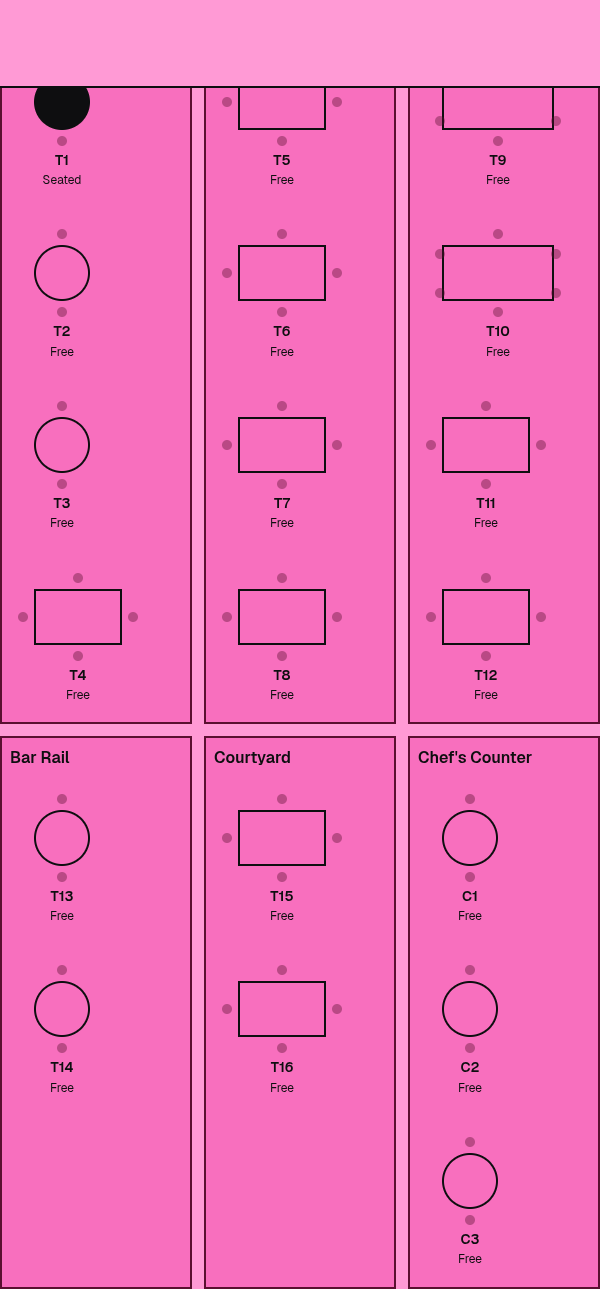 T1
Seated
T5
Free
T9
Free
T2
Free
T6
Free
T10
Free
T3
Free
T7
Free
T11
Free
T4
Free
T8
Free
T12
Free
Bar Rail
Courtyard
Chef's Counter
T13
Free
T15
Free
C1
Free
T14
Free
T16
Free
C2
Free
C3
Free